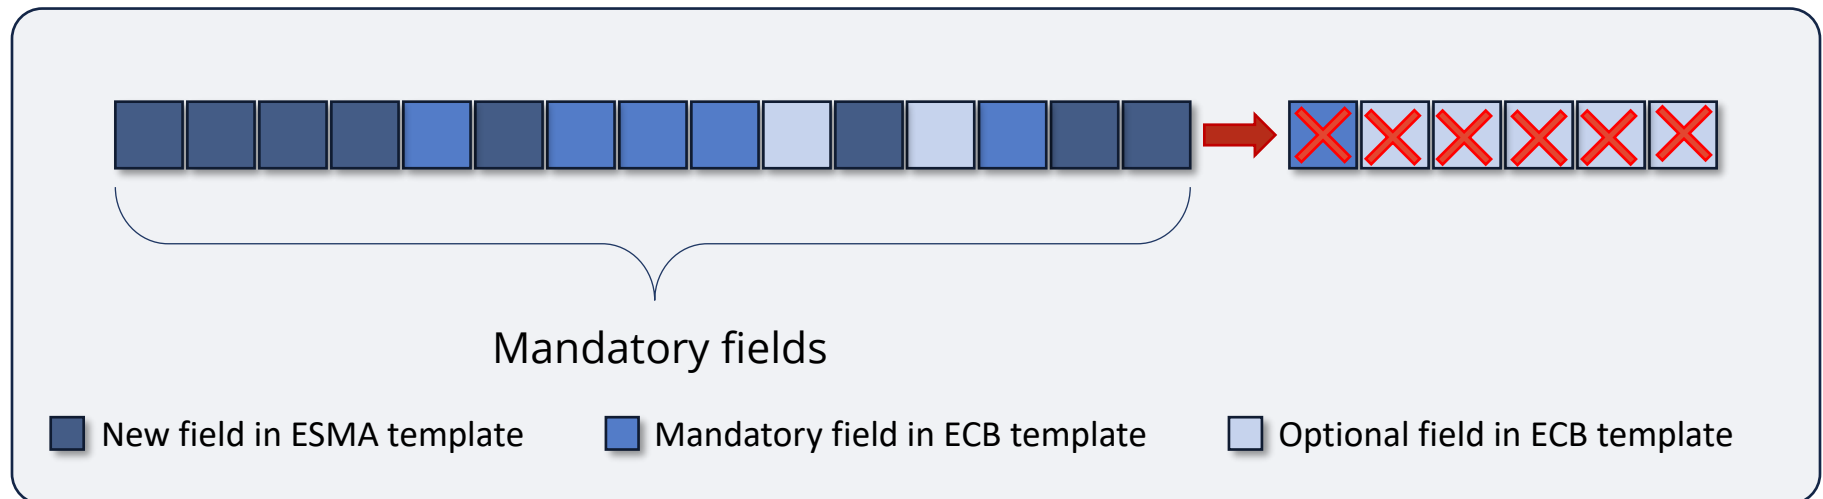 Mandatory fields
New field in ESMA template
Mandatory field in ECB template
Optional field in ECB template